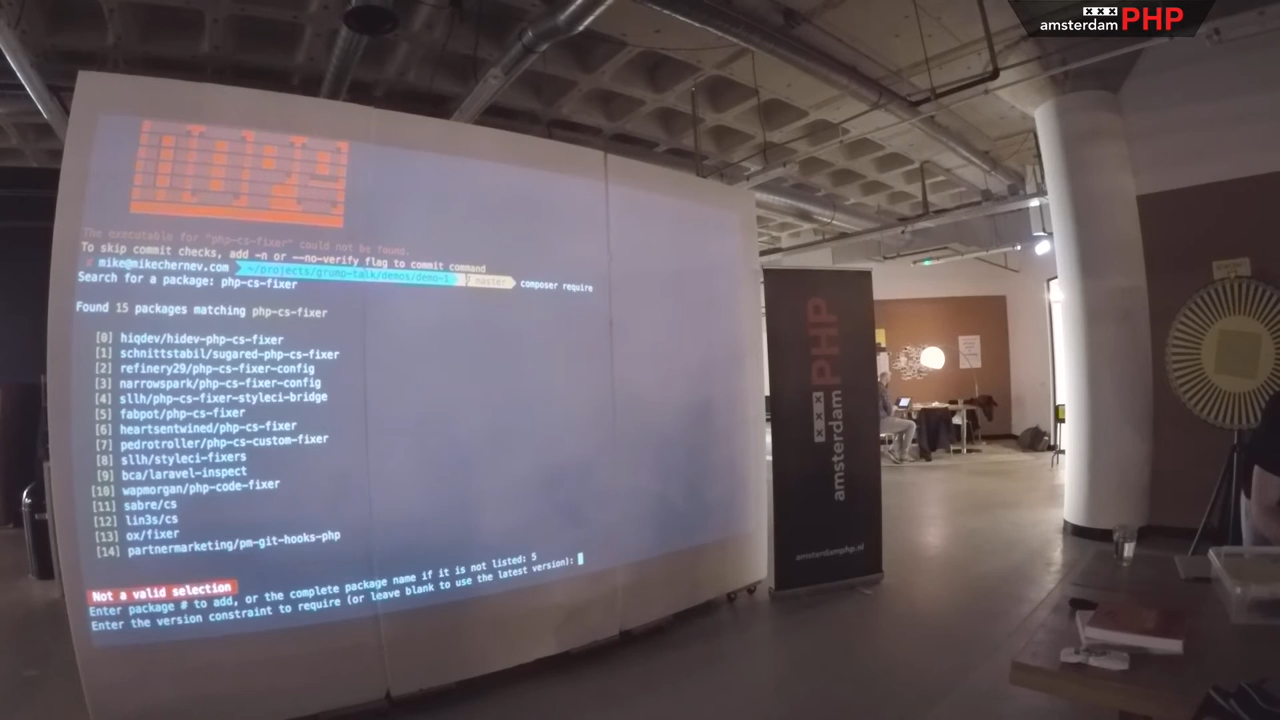 amsterdam PHP
nope
The executable for "php-cs-fixer" could not be found.
To skip commit checks, add -n or --no-verify flag to commit command
mike@mikechernev.com ~/projects/grump-talk/demos/demo-1 master composer require
Search for a package: php-cs-fixer
Found 15 packages matching php-cs-fixer
[0] hiqdev/hidev-php-cs-fixer
[1] schnittstabil/sugared-php-cs-fixer
[2] refinery29/php-cs-fixer-config
[3] narrowspark/php-cs-fixer-config
[4] sllh/php-cs-fixer-styleci-bridge
[5] fabpot/php-cs-fixer
[6] heartsentwined/php-cs-fixer
[7] pedrotroller/php-cs-custom-fixer
[8] sllh/styleci-fixers
[9] bca/laravel-inspect
[10] wapmorgan/php-code-fixer
[11] sabre/cs
[12] lin3s/cs
[13] ox/fixer
[14] partnermarketing/pm-git-hooks-php
Not a valid selection
Enter package # to add, or the complete package name if it is not listed: 5
Enter the version constraint to require (or leave blank to use the latest version):
amsterdam PHP
amsterdamphp.nl